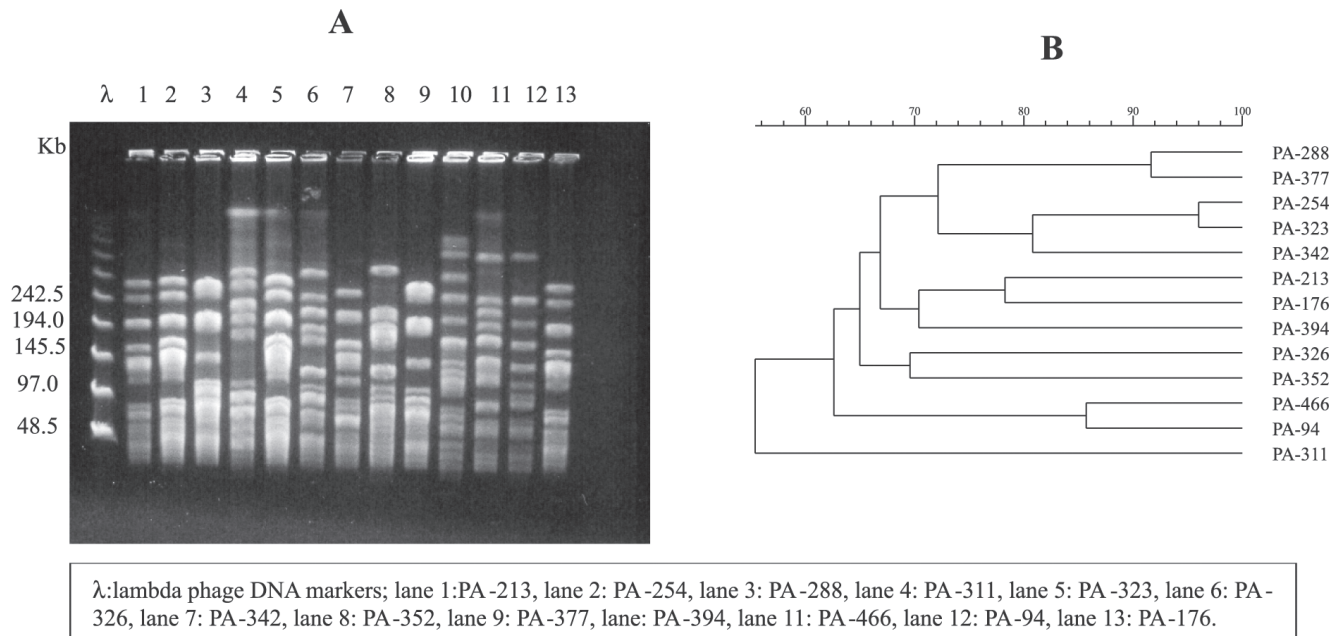 A
B
λ 1 2 3 4 5 6 7 8 9 10 11 12 13
Kb
242.5
194.0
145.5
97.0
48.5
60 70 80 90 100
PA-288
PA-377
PA-254
PA-323
PA-342
PA-213
PA-176
PA-394
PA-326
PA-352
PA-466
PA-94
PA-311
λ:lambda phage DNA markers; lane 1:PA-213, lane 2: PA-254, lane 3: PA-288, lane 4: PA-311, lane 5: PA-323, lane 6: PA-
326, lane 7: PA-342, lane 8: PA-352, lane 9: PA-377, lane: PA-394, lane 11: PA-466, lane 12: PA-94, lane 13: PA-176.